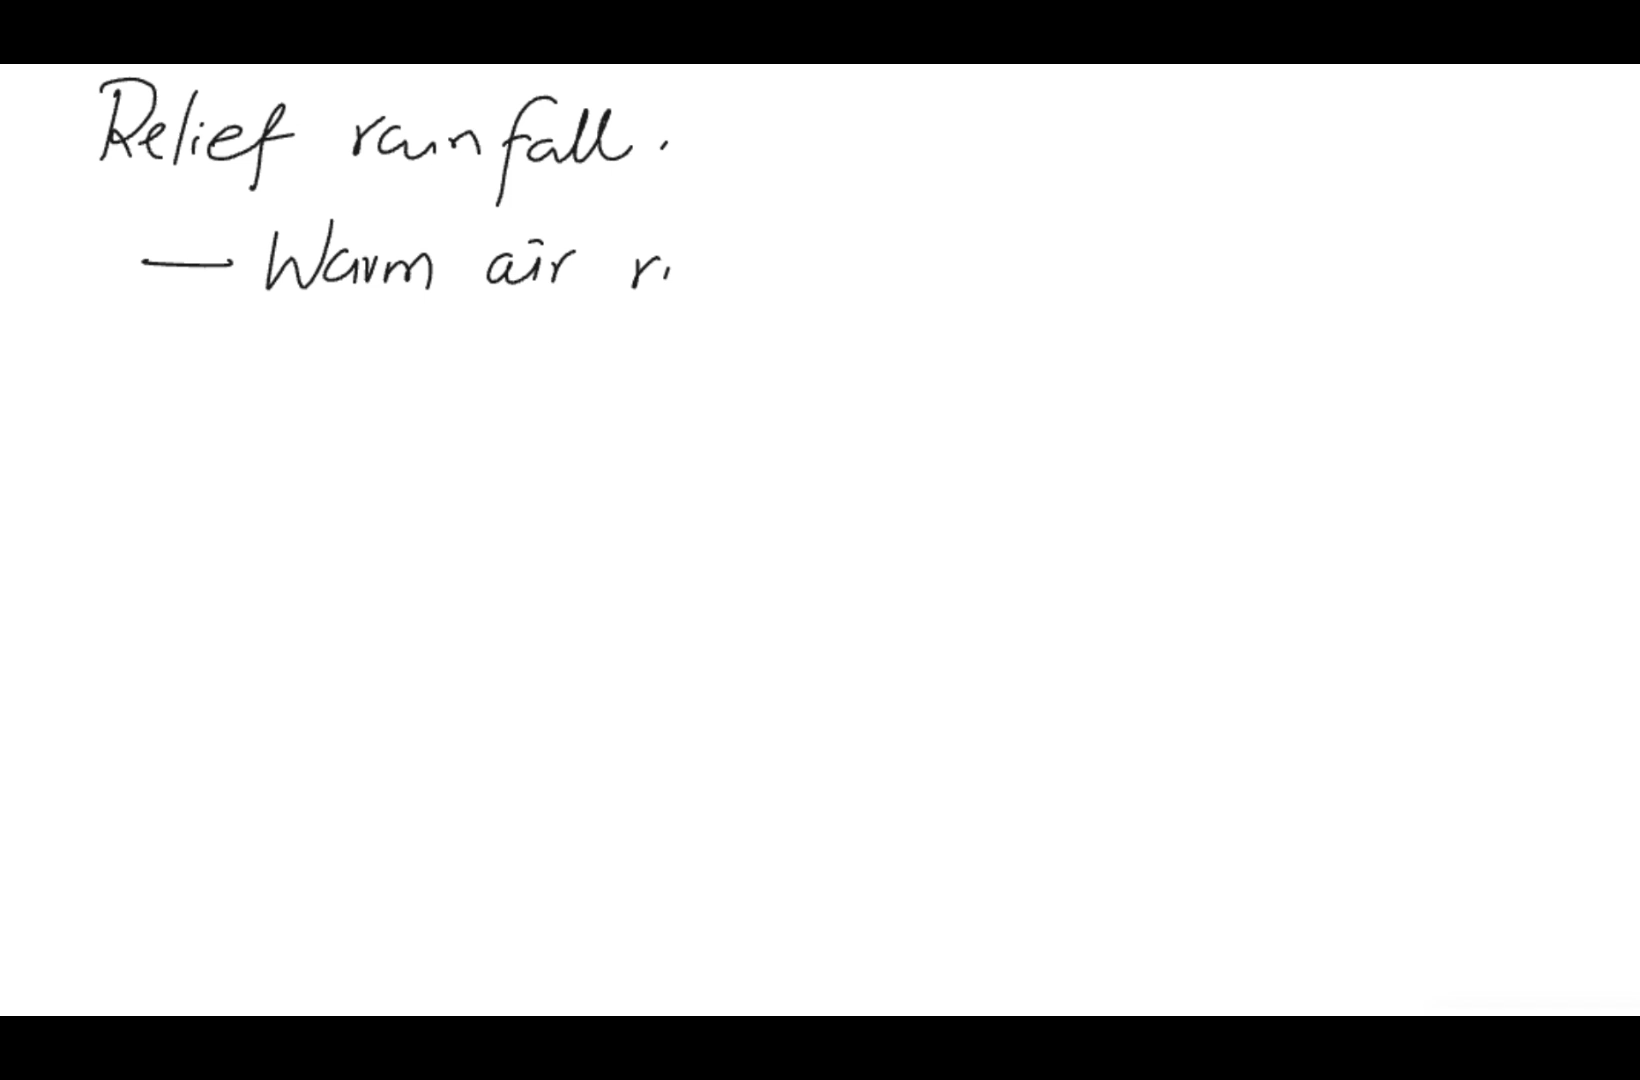 Relief rainfall.
— Warm air r